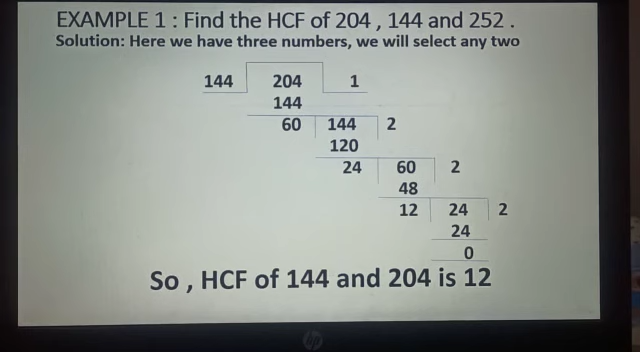 EXAMPLE 1 : Find the HCF of 204 , 144 and 252 .
Solution: Here we have three numbers, we will select any two
144 204 1
144
60 144 2
120
24 60 2
48
12 24 2
24
0
So , HCF of 144 and 204 is 12
hp